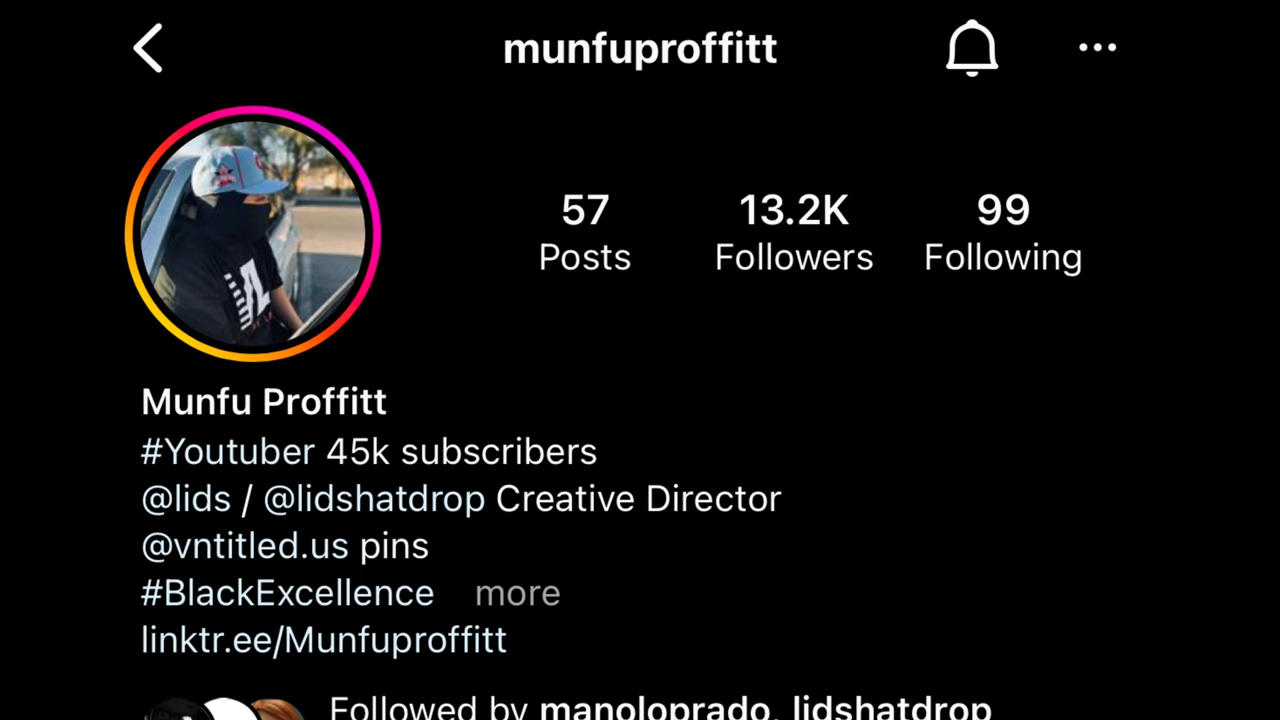 munfuproffitt
57
13.2K
99
Posts
Followers
Following
Munfu Proffitt
#Youtuber 45k subscribers
@lids / @lidshatdrop Creative Director
@vntitled.us pins
#BlackExcellence more
linktr.ee/Munfuproffitt
Followed by manoloprado, lidshatdrop